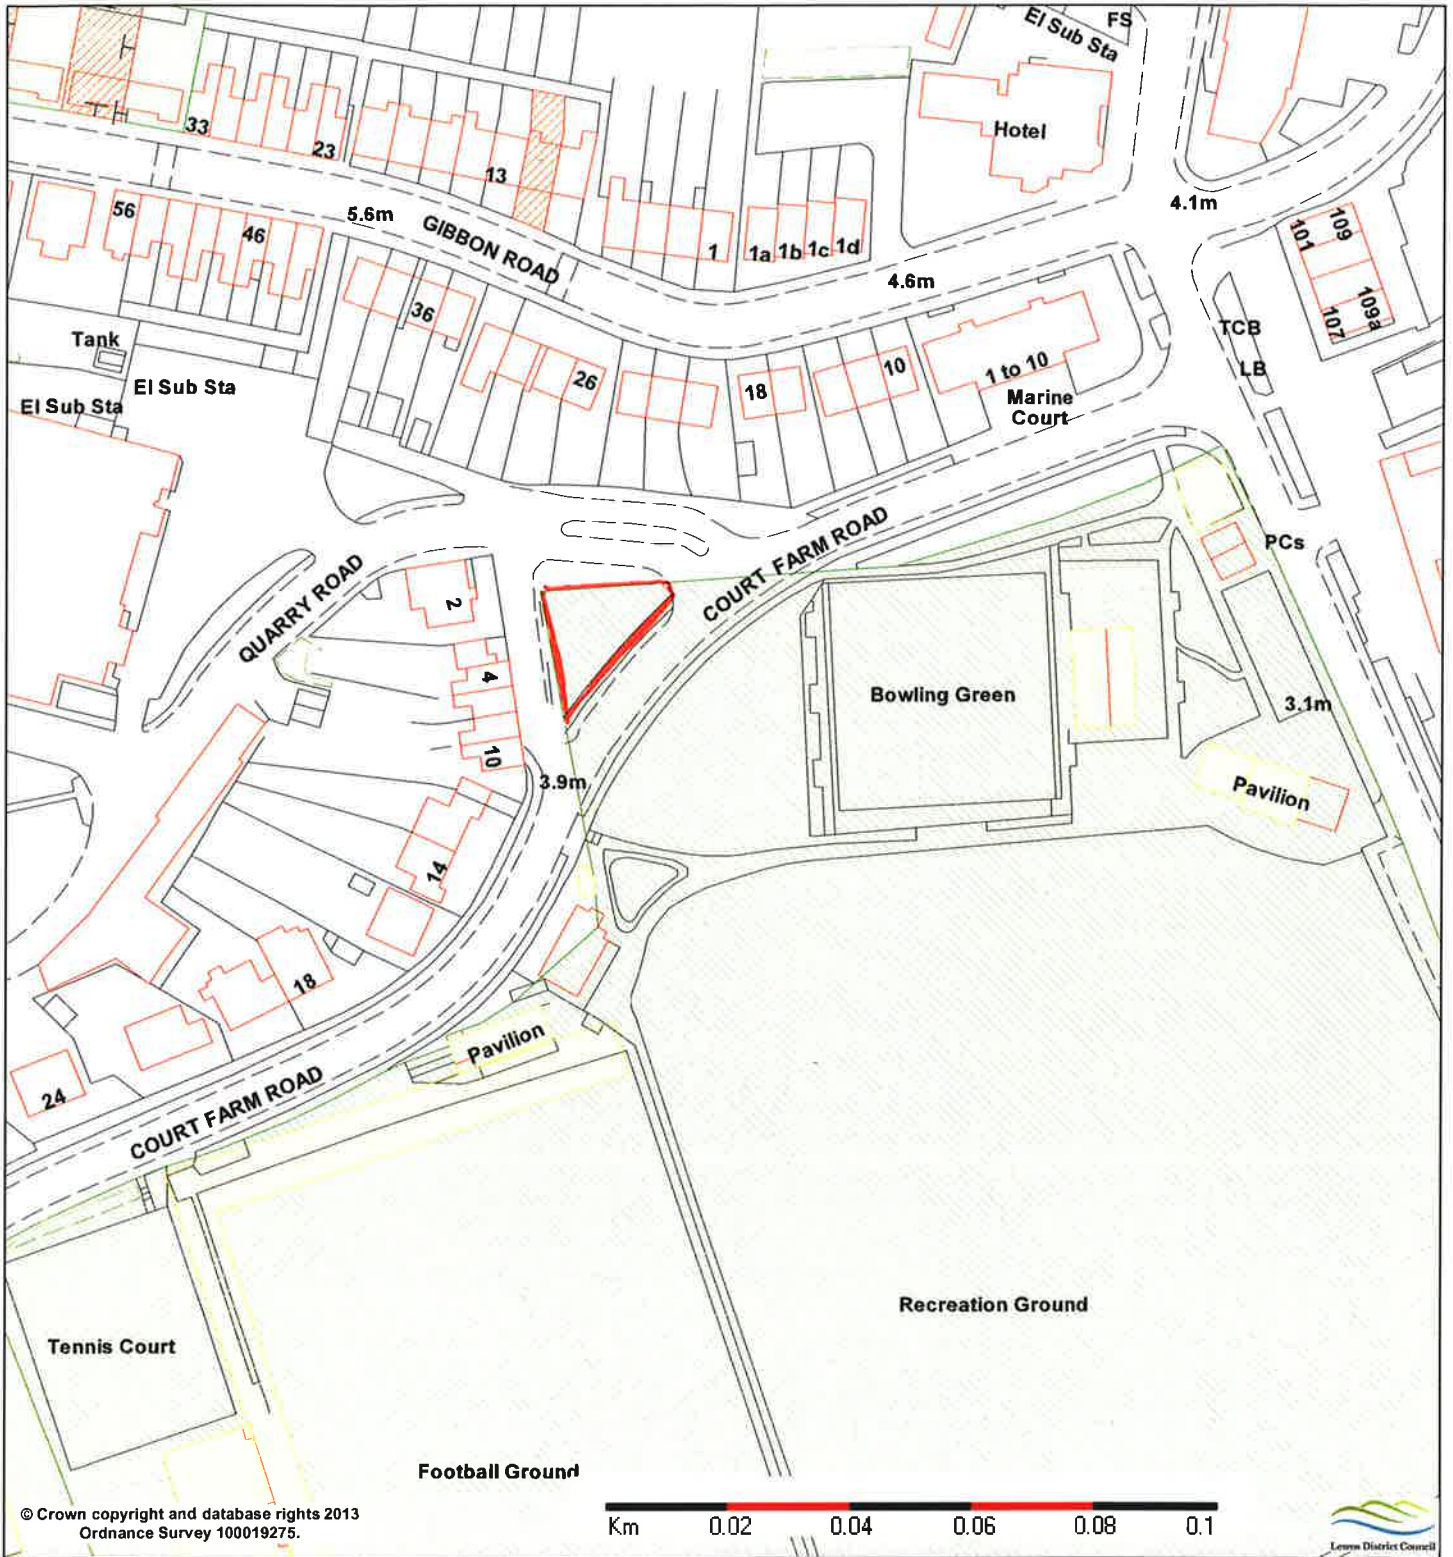 El Sub Sta
FS
Hotel
33
23
13
4.1m
56
46
5.6m
GIBBON ROAD
1
1a
1b
1c
1d
101
109
107
109a
4.6m
36
Tank
El Sub Sta
El Sub Sta
26
18
10
1 to 10
Marine
Court
TCB
LB
QUARRY ROAD
COURT FARM ROAD
PCs
2
4
10
Bowling Green
3.1m
3.9m
Pavilion
14
18
24
Pavilion
COURT FARM ROAD
Recreation Ground
Tennis Court
Football Ground
© Crown copyright and database rights 2013
Ordnance Survey 100019275.
Km 0.02 0.04 0.06 0.08 0.1
Lewes District Council